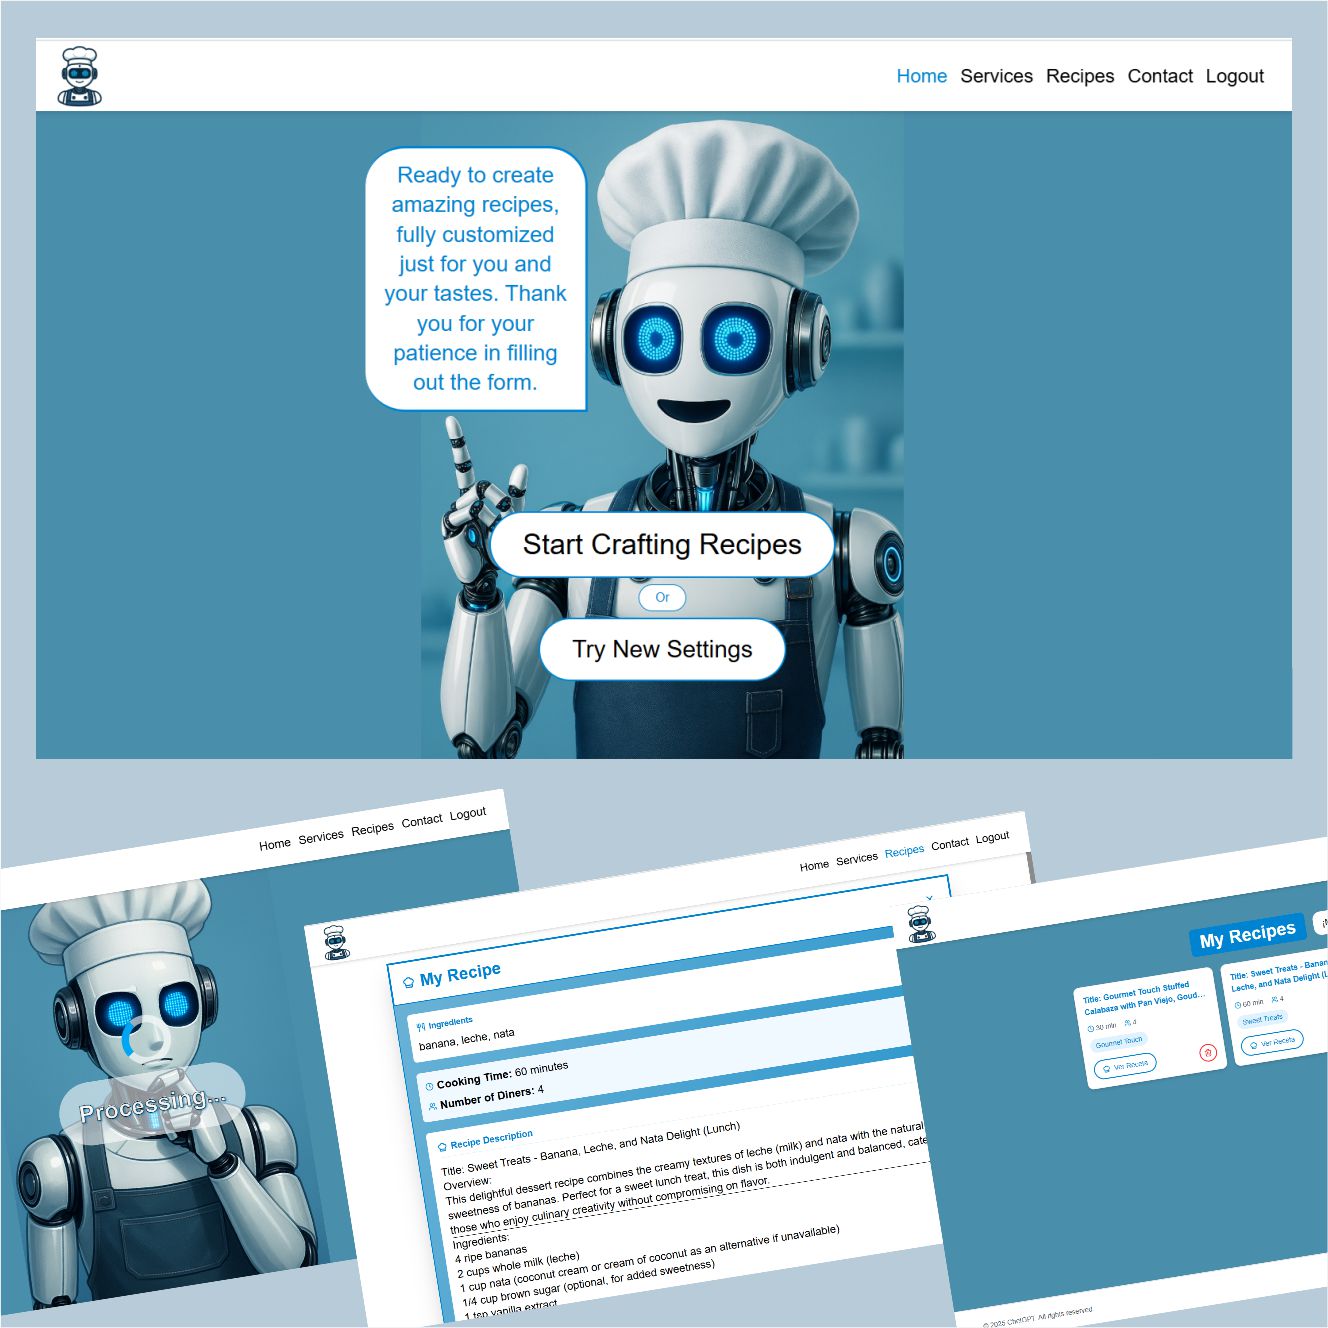 Home Services Recipes Contact Logout
Ready to create
amazing recipes,
fully customized
just for you and
your tastes. Thank
you for your
patience in filling
out the form.
Start Crafting Recipes
Or
Try New Settings
Home Services Recipes Contact Logout
Processing...
Home Services Recipes Contact Logout
My Recipe
Ingredients
banana, leche, nata
Cooking Time: 60 minutes
Number of Diners: 4
Recipe Description
Title: Sweet Treats - Banana, Leche, and Nata Delight (Lunch)
Overview:
This delightful dessert recipe combines the creamy textures of leche (milk) and nata with the natural
sweetness of bananas. Perfect for a sweet lunch treat, this dish is both indulgent and balanced, cate
those who enjoy culinary creativity without compromising on flavor.
Ingredients:
4 ripe bananas
2 cups whole milk (leche)
1 cup nata (coconut cream or cream of coconut as an alternative if unavailable)
1/4 cup brown sugar (optional, for added sweetness)
1 tsp vanilla extract
My Recipes
Title: Gourmet Touch Stuffed
Calabaza with Pan Viejo, Goud...
30 min 4
Gourmet Touch
Ver Receta
Title: Sweet Treats - Banan
Leche, and Nata Delight (L
60 min 4
Sweet Treats
Ver Receta
© 2025 ChefGPT. All rights reserved